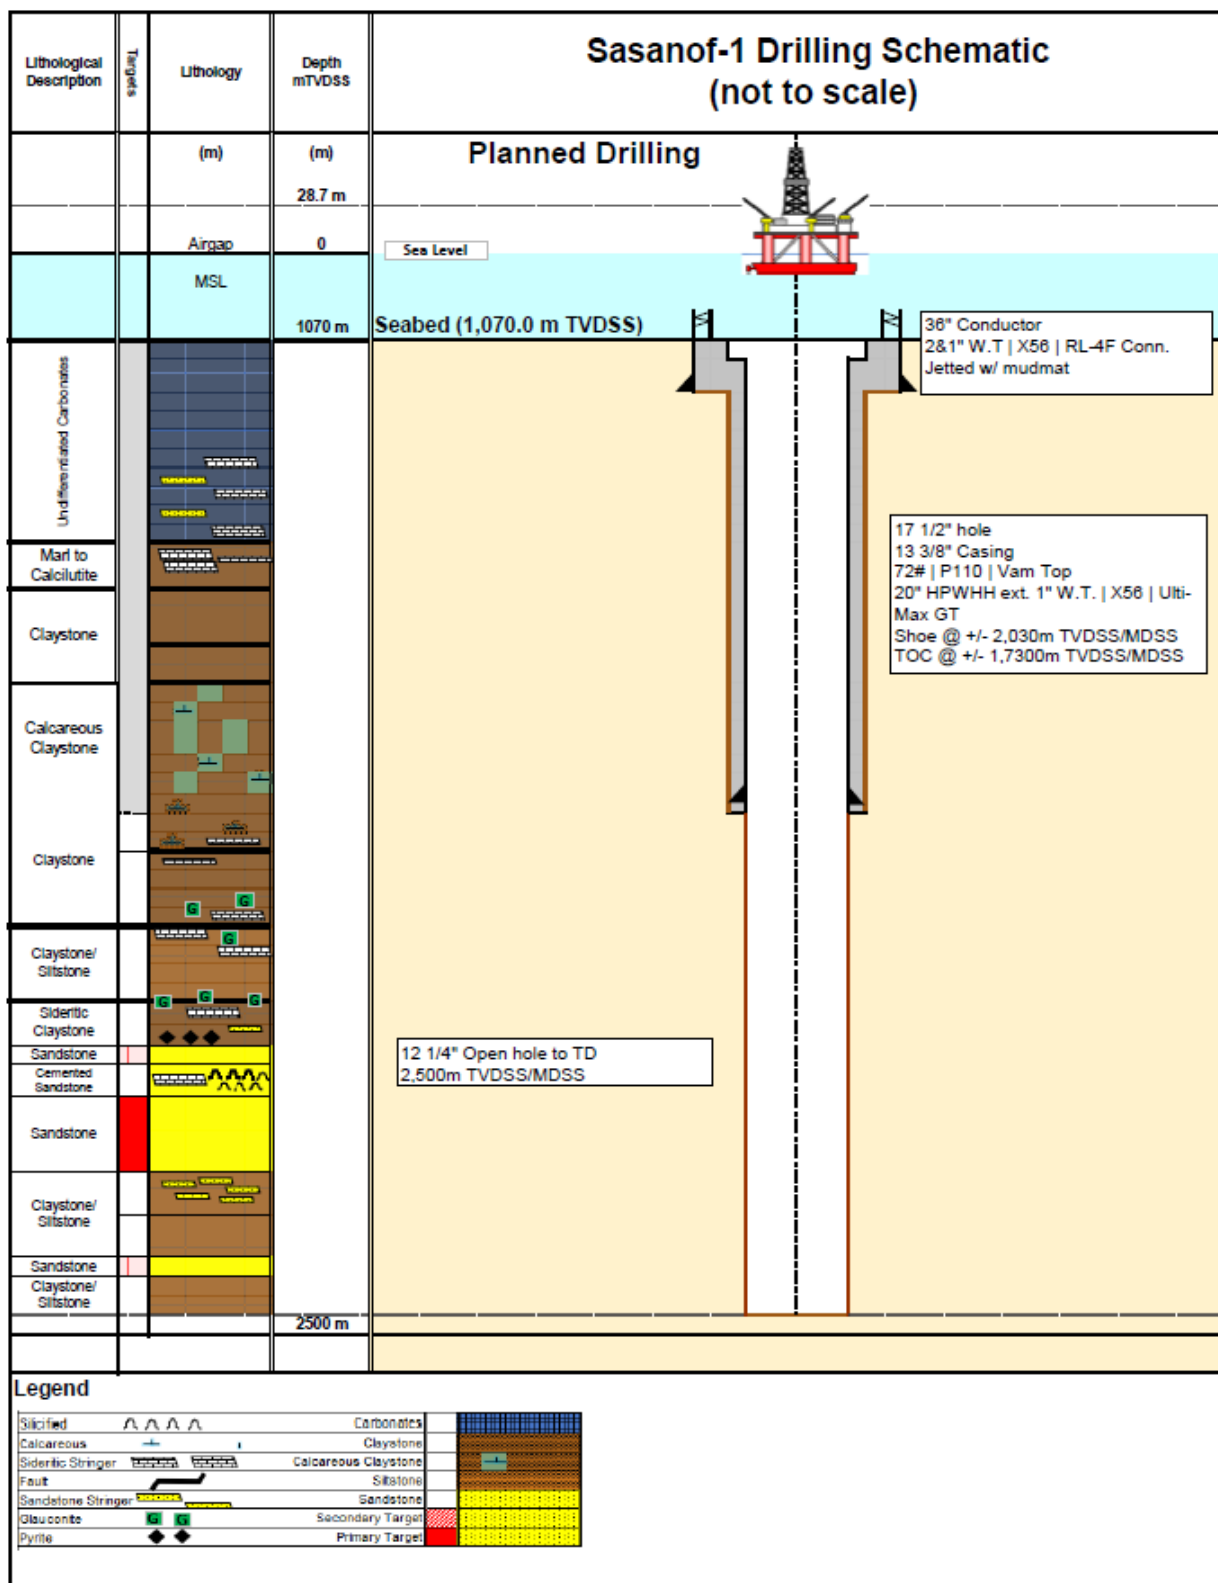 Lithological
Description
Targets
Lithology
Depth
mTVDSS
Sasanof-1 Drilling Schematic
(not to scale)
(m)
(m)
Planned Drilling
28.7 m
Airgap
0
Sea Level
MSL
1070 m
Seabed (1,070.0 m TVDSS)
36" Conductor
2&1" W.T | X56 | RL-4F Conn.
Jetted w/ mudmat
Undifferentiated Carbonates
Marl to
Calcilutite
Claystone
17 1/2" hole
13 3/8" Casing
72# | P110 | Vam Top
20" HPWHH ext. 1" W.T. | X56 | Ulti-
Max GT
Shoe @ +/- 2,030m TVDSS/MDSS
TOC @ +/- 1,7300m TVDSS/MDSS
Calcareous
Claystone
Claystone
G
G
G
Claystone/
Siltstone
G
G
G
Sideritic
Claystone
Sandstone
Cemented
Sandstone
12 1/4" Open hole to TD
2,500m TVDSS/MDSS
Sandstone
Claystone/
Siltstone
Sandstone
Claystone/
Siltstone
2500 m
Legend
Silicified
Carbonates
Calcareous
Claystone
Sideritic Stringer
Calcareous Claystone
Fault
Siltstone
Sandstone Stringer
Sandstone
Glauconite
G
G
Secondary Target
Pyrite
Primary Target